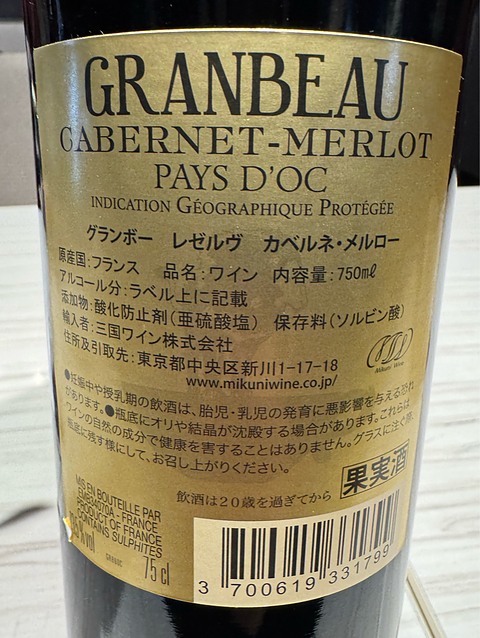 GRANBEAU
CABERNET-MERLOT
PAYS D'OC
INDICATION GÉOGRAPHIQUE PROTÉGÉE
グランボー レゼルヴ カベルネ・メルロー
原産国:フランス 品名:ワイン 内容量:750mℓ
アルコール分:ラベル上に記載
添加物:酸化防止剤(亜硫酸塩) 保存料(ソルビン酸)
輸入者:三国ワイン株式会社
住所及引取先:東京都中央区新川1-17-18
www.mikuniwine.co.jp/
Mikuni Wine
●妊娠中や授乳期の飲酒は、胎児・乳児の発育に悪影響を与える恐れ
があります。●瓶底にオリや結晶が沈殿する場合があります。これらは
ワインの自然の成分で健康を害することはありません。グラスに注ぐ際、
瓶底に残す様にして、お召し上がりください。
果実酒
飲酒は20歳を過ぎてから
MIS EN BOUTEILLE PAR
EMB34070A - FRANCE
PRODUCT OF FRANCE
CONTAINS SULPHITES
%vol
75 cl
3 700619 331799